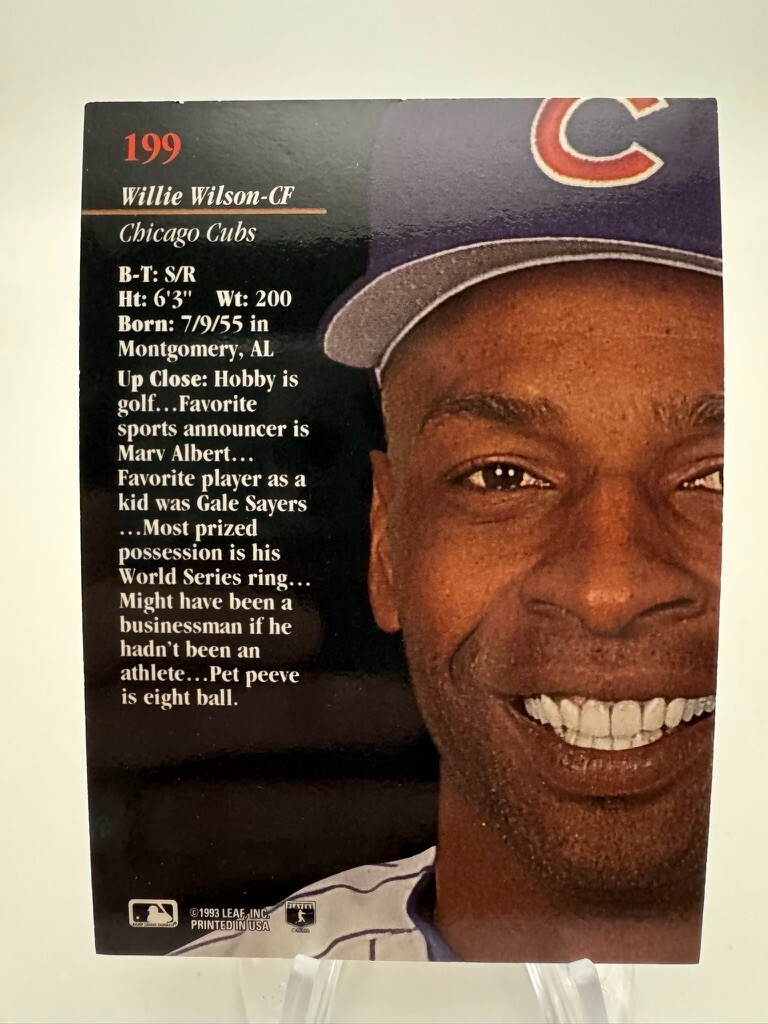 199
C
Willie Wilson-CF
Chicago Cubs
B-T: S/R
Ht: 6'3" Wt: 200
Born: 7/9/55 in
Montgomery, AL
Up Close: Hobby is
golf...Favorite
sports announcer is
Marv Albert...
Favorite player as a
kid was Gale Sayers
...Most prized
possession is his
World Series ring...
Might have been a
businessman if he
hadn't been an
athlete...Pet peeve
is eight ball.
©1993 LEAF, INC.
PRINTED IN USA
PLAYERS